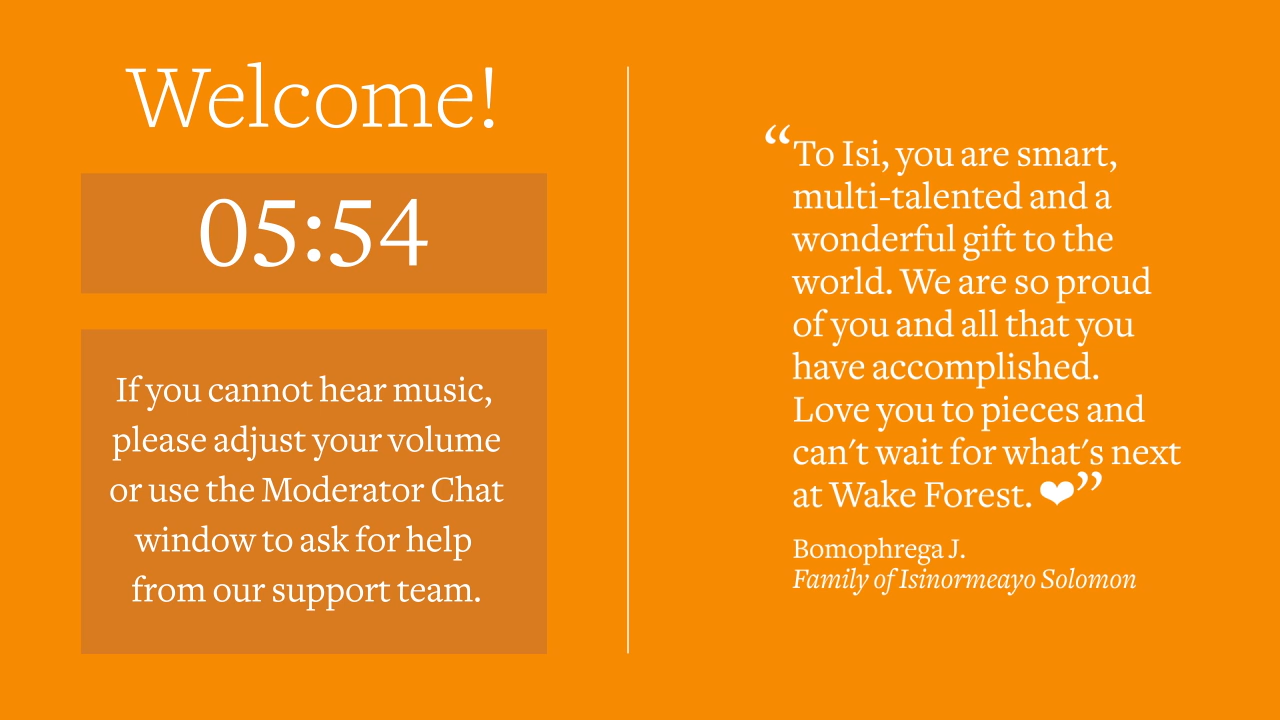 Welcome!
05:54
If you cannot hear music,
please adjust your volume
or use the Moderator Chat
window to ask for help
from our support team.
“To Isi, you are smart,
multi-talented and a
wonderful gift to the
world. We are so proud
of you and all that you
have accomplished.
Love you to pieces and
can't wait for what's next
at Wake Forest. ❤”
Bomophrega J.
Family of Isinormeayo Solomon